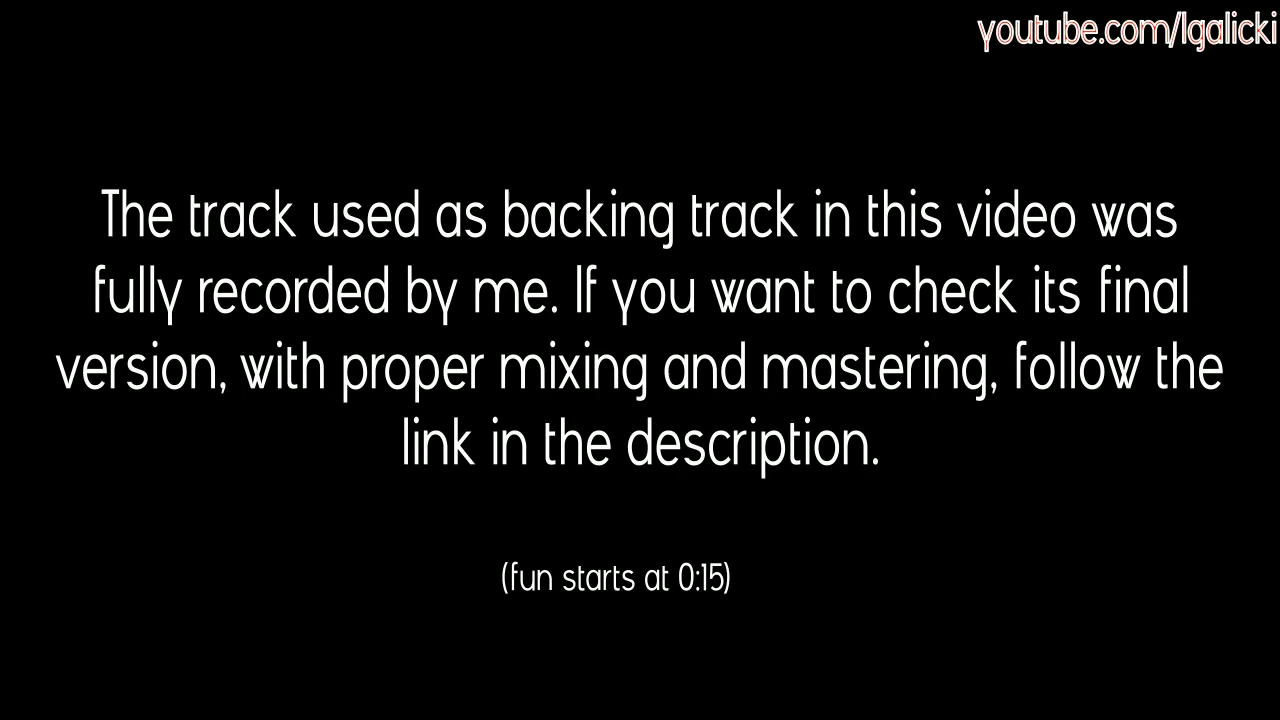 youtube.com/lgalicki
The track used as backing track in this video was
fully recorded by me. If you want to check its final
version, with proper mixing and mastering, follow the
link in the description.
(fun starts at 0:15)